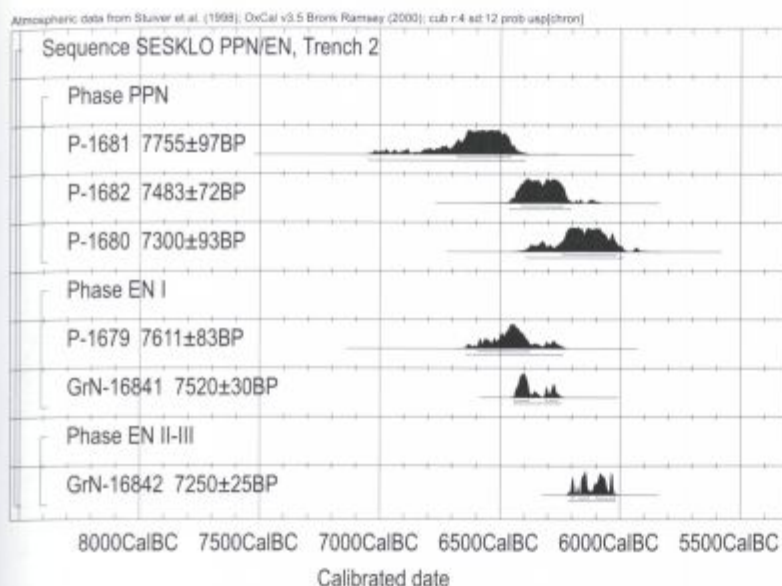 Atmospheric data from Stuiver et al. (1998); OxCal v3.5 Bronk Ramsey (2000); cub r:4 sd:12 prob usp[chron]
Sequence SESKLO PPN/EN, Trench 2
Phase PPN
P-1681 7755±97BP
P-1682 7483±72BP
P-1680 7300±93BP
Phase EN I
P-1679 7611±83BP
GrN-16841 7520±30BP
Phase EN II-III
GrN-16842 7250±25BP
8000CalBC 7500CalBC 7000CalBC 6500CalBC 6000CalBC 5500CalBC
Calibrated date